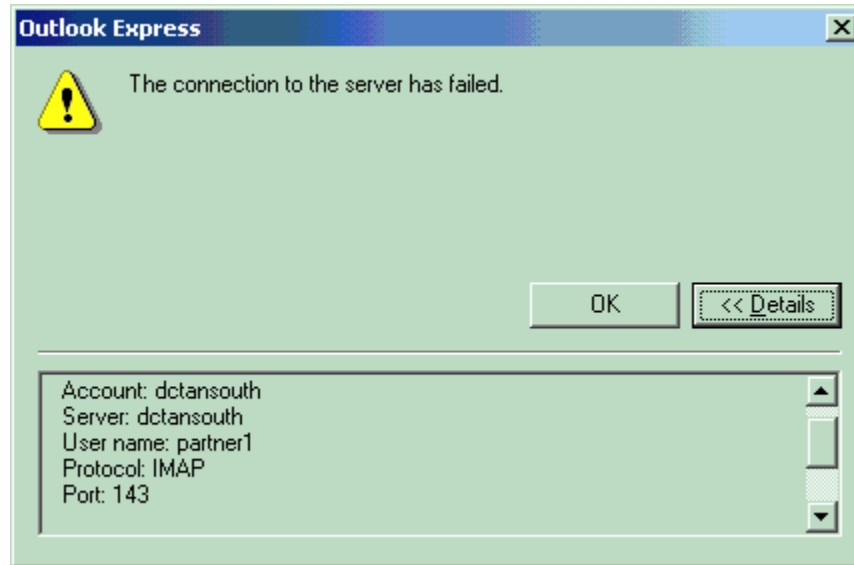 Outlook Express
The connection to the server has failed.
OK
<< Details
Account: dctansouth
Server: dctansouth
User name: partner1
Protocol: IMAP
Port: 143